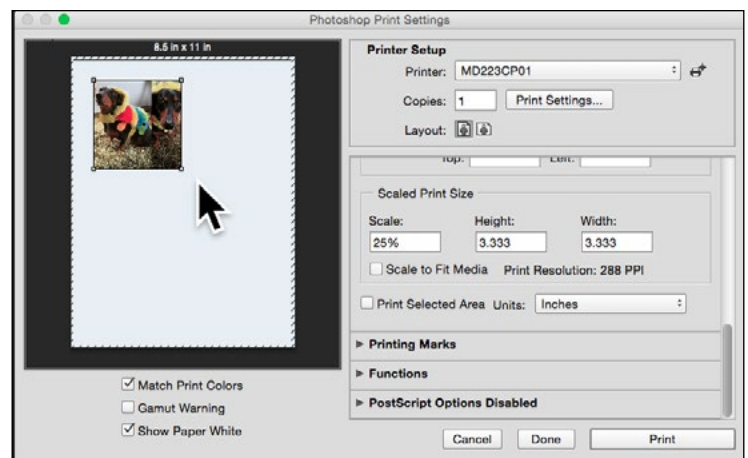 Photoshop Print Settings
8.5 in x 11 in
Match Print Colors
Gamut Warning
Show Paper White
Printer Setup
Printer: MD223CP01
Copies: 1 Print Settings...
Layout:
Top: Left:
Scaled Print Size
Scale: Height: Width:
25% 3.333 3.333
Scale to Fit Media Print Resolution: 288 PPI
Print Selected Area Units: Inches
Printing Marks
Functions
PostScript Options Disabled
Cancel Done Print